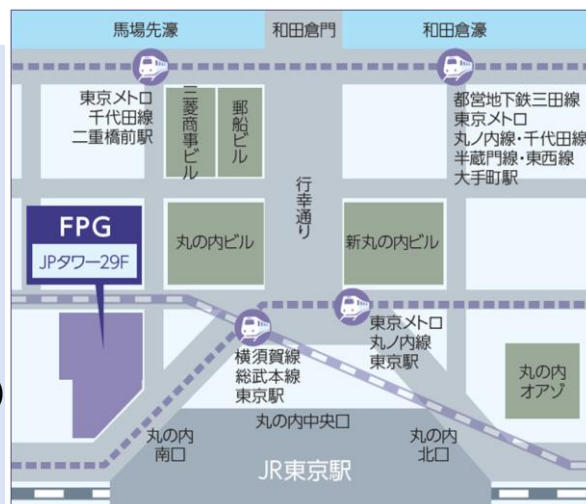 馬場先濠
和田倉門
和田倉濠
東京メトロ
千代田線
二重橋前駅
三菱商事ビル
郵船ビル
都営地下鉄三田線
東京メトロ
丸ノ内線・千代田線
半蔵門線・東西線
大手町駅
行幸通り
FPG
JPタワー29F
丸の内ビル
新丸の内ビル
東京メトロ
丸ノ内線
東京駅
横須賀線
総武本線
東京駅
丸の内
オアゾ
丸の内中央口
丸の内
南口
丸の内
北口
JR東京駅
)